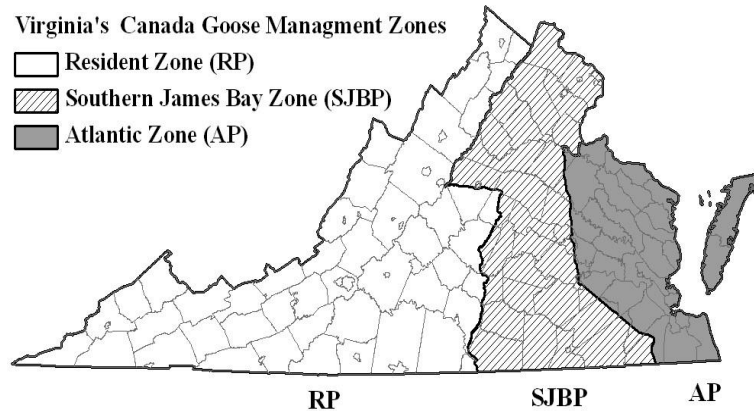 Virginia's Canada Goose Managment Zones
Resident Zone (RP)
Southern James Bay Zone (SJBP)
Atlantic Zone (AP)
RP
SJBP
AP